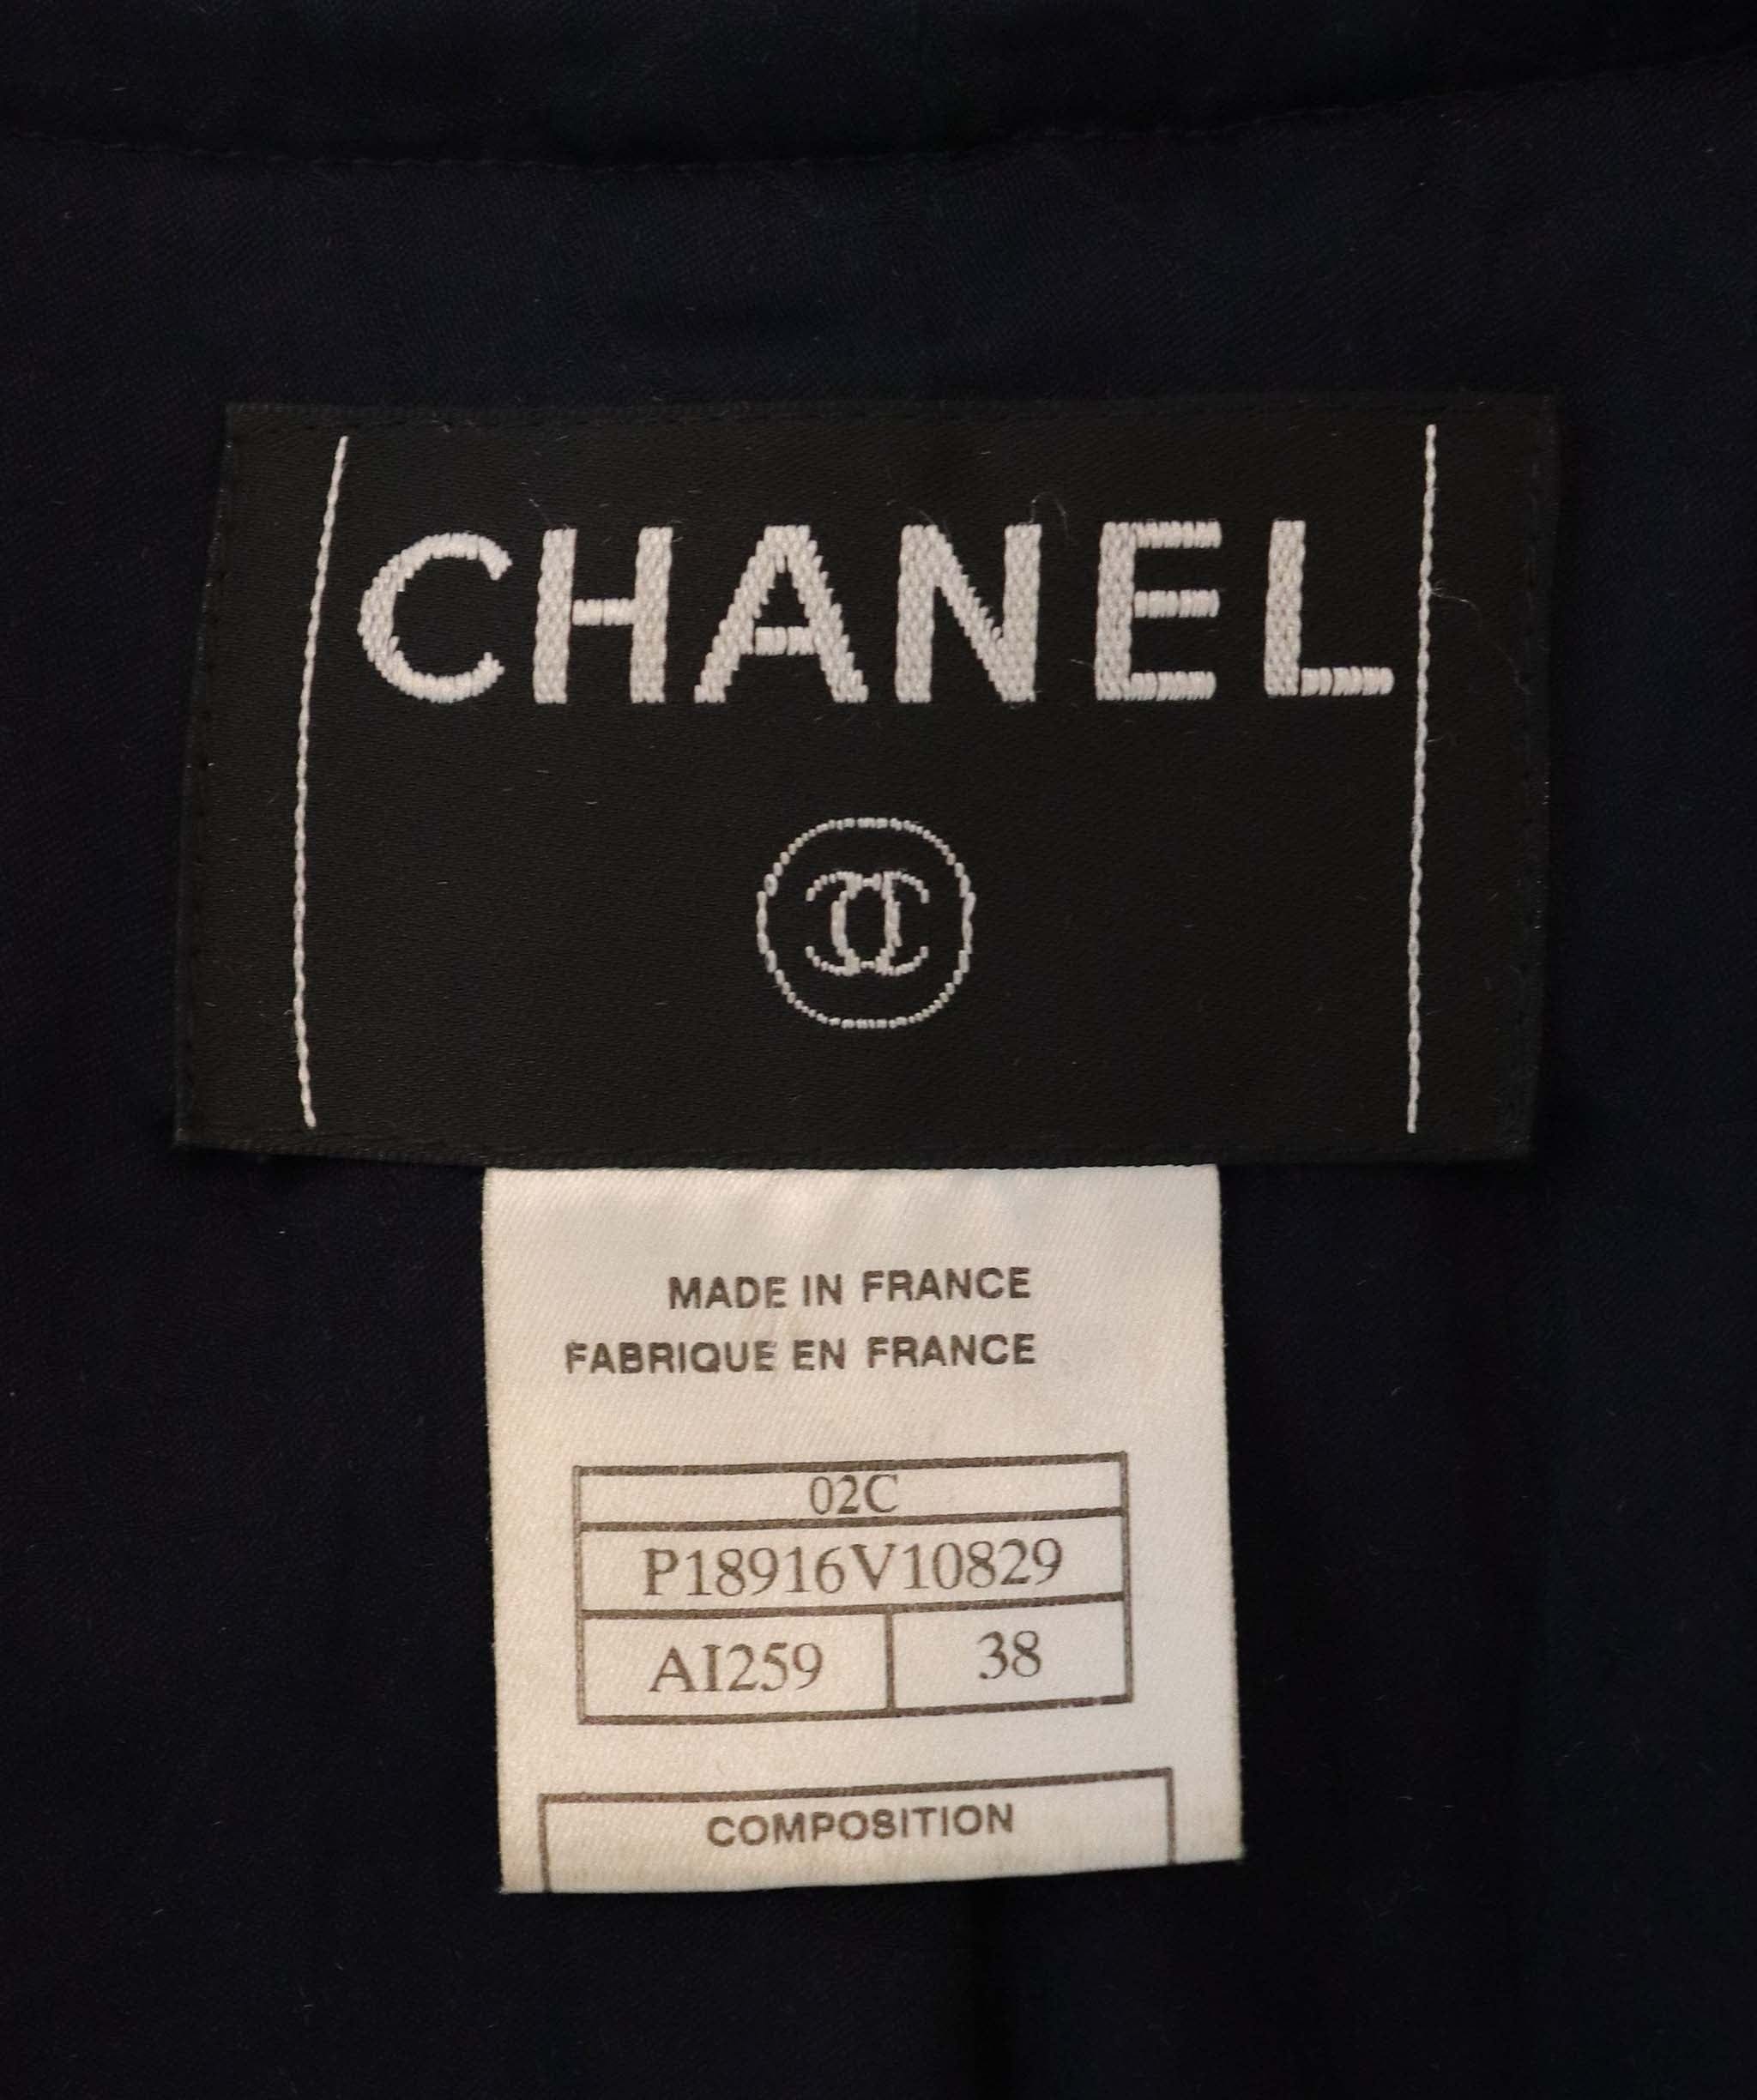 CHANEL
MADE IN FRANCE
FABRIQUE EN FRANCE
02C
P18916V10829
AI259 38
COMPOSITION